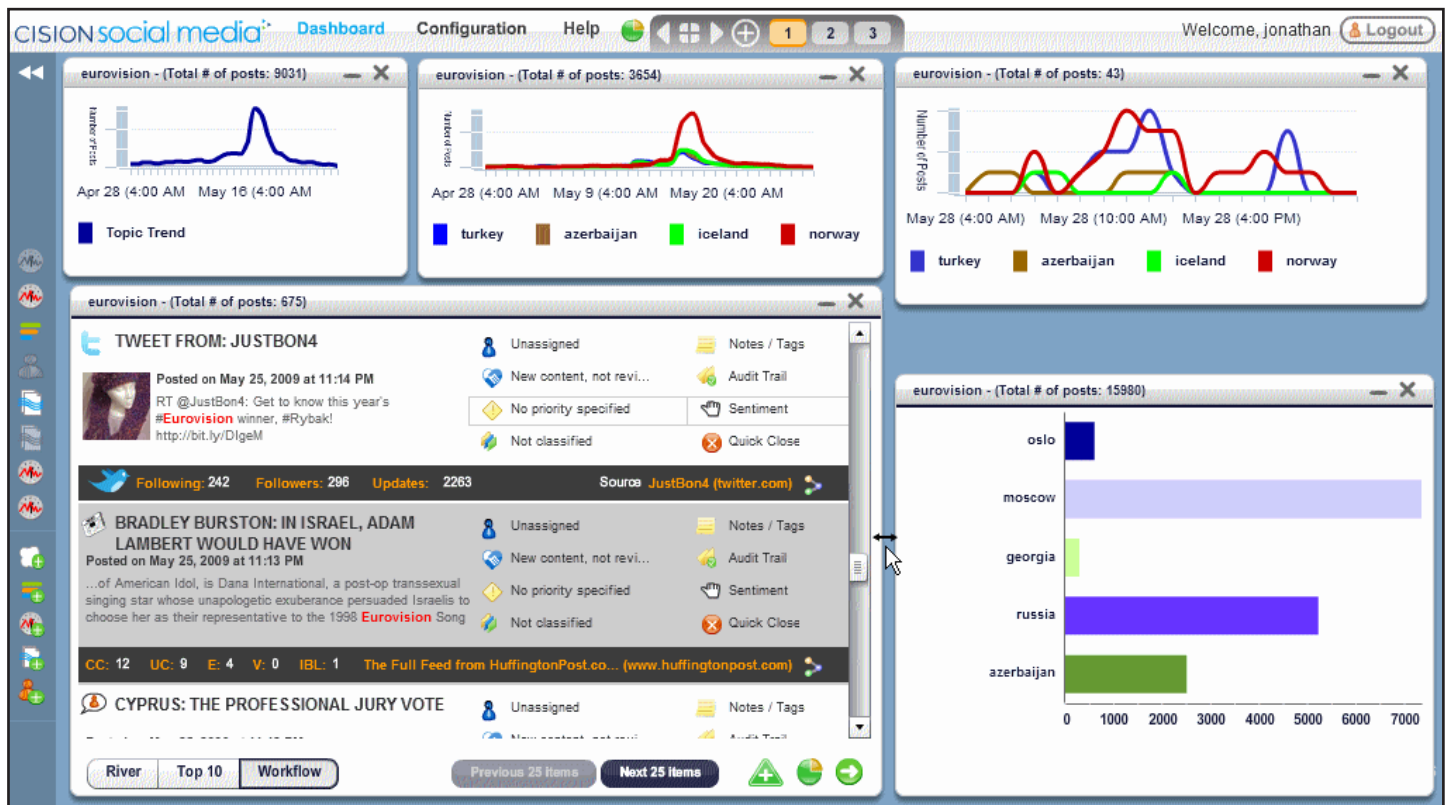 CISION social media
Dashboard
Configuration
Help
1
2
3
Welcome, jonathan
Logout
eurovision - (Total # of posts: 9031)
Number of Posts
Apr 28 (4:00 AM
May 16 (4:00 AM)
Topic Trend
eurovision - (Total # of posts: 3654)
Number of Posts
Apr 28 (4:00 AM
May 9 (4:00 AM)
May 20 (4:00 AM)
turkey
azerbaijan
iceland
norway
eurovision - (Total # of posts: 43)
Number of Posts
May 28 (4:00 AM)
May 28 (10:00 AM)
May 28 (4:00 PM)
turkey
azerbaijan
iceland
norway
eurovision - (Total # of posts: 675)
TWEET FROM: JUSTBON4
Posted on May 25, 2009 at 11:14 PM
RT @JustBon4: Get to know this year's
#Eurovision winner, #Rybak!
http://bit.ly/DIgeM
Unassigned
Notes / Tags
New content, not revi...
Audit Trail
No priority specified
Sentiment
Not classified
Quick Close
Following: 242
Followers: 296
Updates: 2263
Source JustBon4 (twitter.com)
BRADLEY BURSTON: IN ISRAEL, ADAM
LAMBERT WOULD HAVE WON
Posted on May 25, 2009 at 11:13 PM
...of American Idol, is Dana International, a post-op transsexual
singing star whose unapologetic exuberance persuaded Israelis to
choose her as their representative to the 1998 Eurovision Song
Unassigned
Notes / Tags
New content, not revi...
Audit Trail
No priority specified
Sentiment
Not classified
Quick Close
CC: 12
UC: 9
E: 4
V: 0
IBL: 1
The Full Feed from HuffingtonPost.co... (www.huffingtonpost.com)
CYPRUS: THE PROFESSIONAL JURY VOTE
Unassigned
Notes / Tags
River
Top 10
Workflow
Previous 25 items
Next 25 items
eurovision - (Total # of posts: 15980)
oslo
moscow
georgia
russia
azerbaijan
0
1000
2000
3000
4000
5000
6000
7000